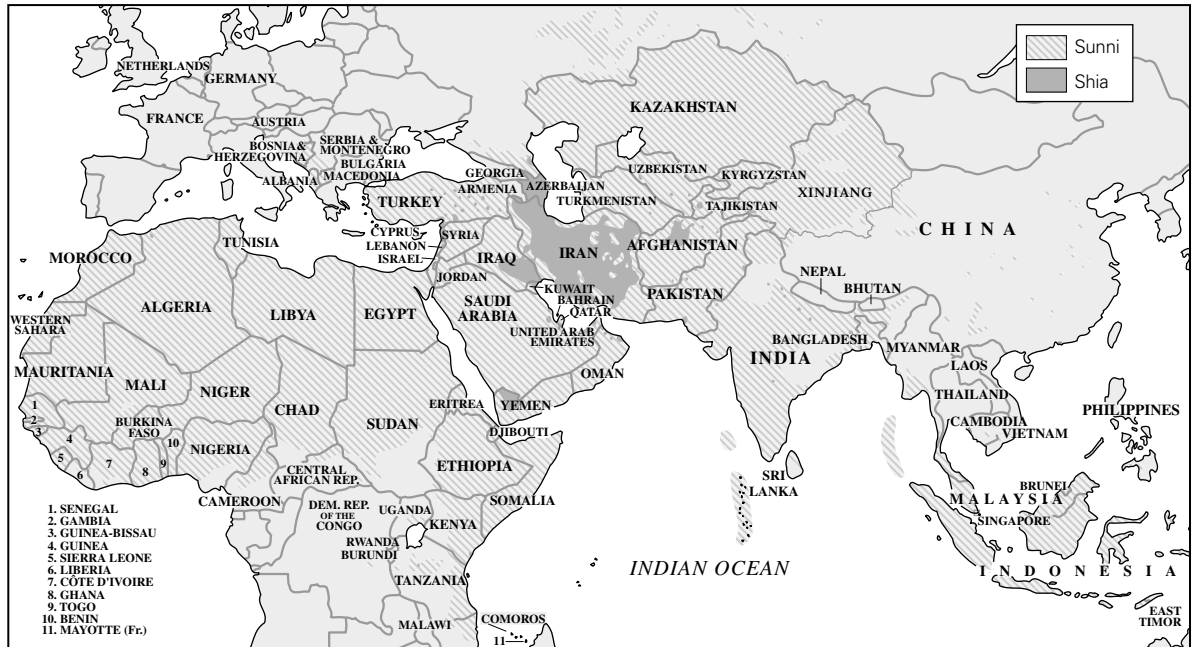 Sunni
Shia
NETHERLANDS
GERMANY
FRANCE
AUSTRIA
BOSNIA&
HERZEGOVINA
SERBIA &
MONTENEGRO
BULGARIA
MACEDONIA
ALBANIA
KAZAKHSTAN
GEORGIA
ARMENIA
AZERBAIJAN
UZBEKISTAN
KYRGYZSTAN
TURKMENISTAN
TAJIKISTAN
XINJIANG
CHINA
TURKEY
CYPRUS
LEBANON
ISRAEL
SYRIA
IRAQ
IRAN
AFGHANISTAN
JORDAN
KUWAIT
BAHRAIN
QATAR
PAKISTAN
NEPAL
BHUTAN
TUNISIA
MOROCCO
ALGERIA
LIBYA
EGYPT
SAUDI
ARABIA
UNITED ARAB
EMIRATES
OMAN
YEMEN
INDIA
BANGLADESH
MYANMAR
LAOS
THAILAND
CAMBODIA
VIETNAM
PHILIPPINES
WESTERN
SAHARA
MAURITANIA
MALI
NIGER
CHAD
SUDAN
ERITREA
DJIBOUTI
BURKINA
FASO
NIGERIA
ETHIOPIA
SOMALIA
CENTRAL
AFRICAN REP.
CAMEROON
DEM. REP.
OF THE
CONGO
UGANDA
KENYA
RWANDA
BURUNDI
TANZANIA
MALAWI
COMOROS
11
SRI
LANKA
BRUNEI
MALAYSIA
SINGAPORE
INDONESIA
EAST
TIMOR
INDIAN OCEAN
1
2
3
4
5
6
7
8
9
10
1. SENEGAL
2. GAMBIA
3. GUINEA-BISSAU
4. GUINEA
5. SIERRA LEONE
6. LIBERIA
7. CÔTE D'IVOIRE
8. GHANA
9. TOGO
10. BENIN
11. MAYOTTE (Fr.)